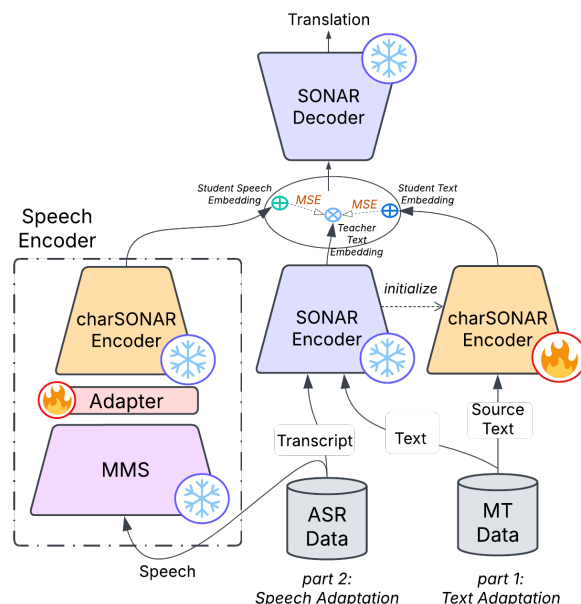 Translation
SONAR
Decoder
Student Speech
Embedding
MSE
MSE
Student Text
Embedding
Teacher
Text
Embedding
Speech
Encoder
charSONAR
Encoder
Adapter
MMS
SONAR
Encoder
initialize
charSONAR
Encoder
Transcript
Text
Source
Text
ASR
Data
MT
Data
Speech
part 2:
Speech Adaptation
part 1:
Text Adaptation